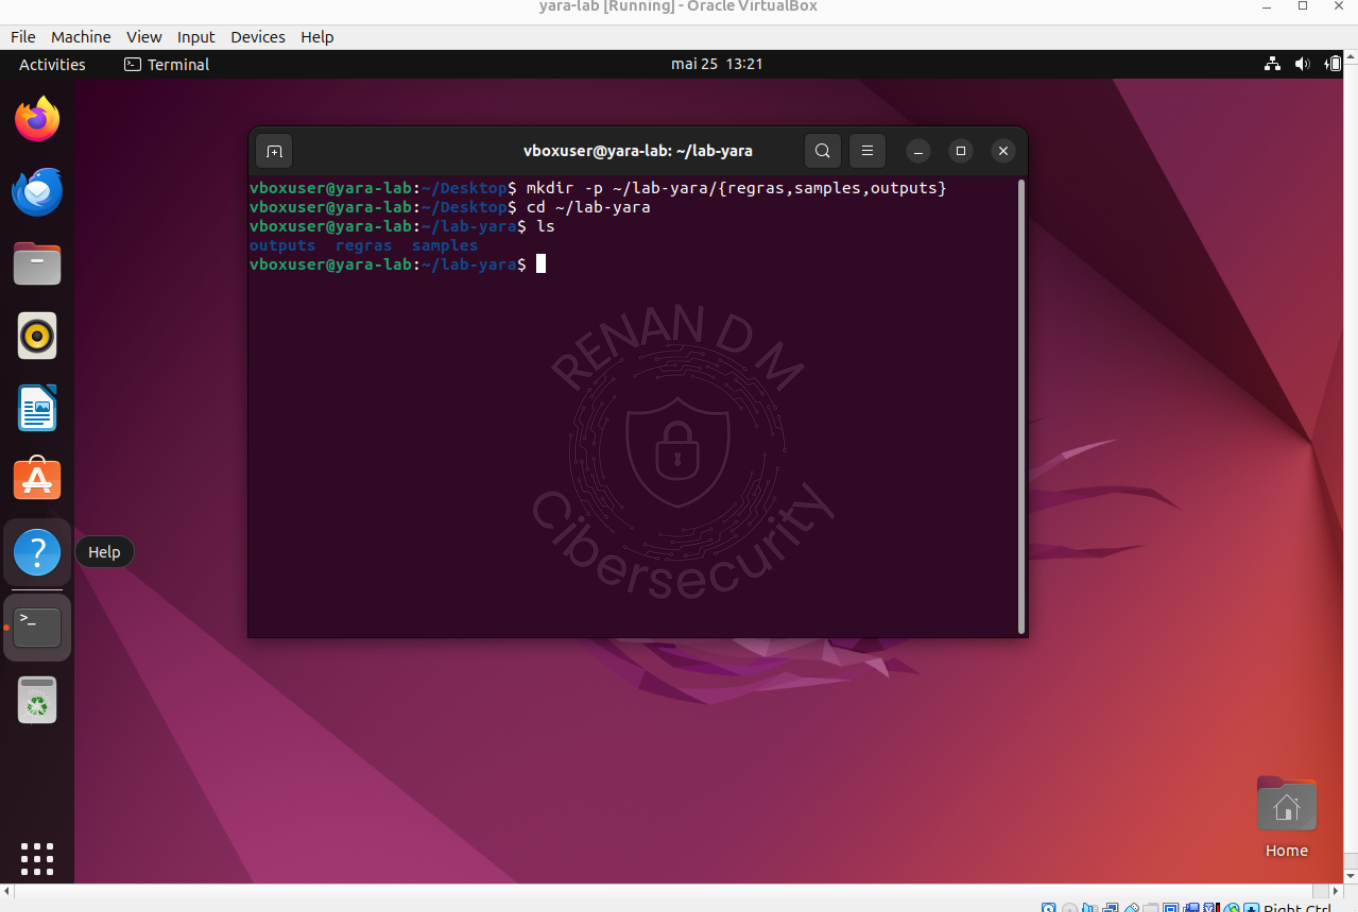 yara-lab [Running] - Oracle VirtualBox
File Machine View Input Devices Help
Activities Terminal mai 25 13:21
vboxuser@yara-lab: ~/lab-yara
vboxuser@yara-lab:~/Desktop$ mkdir -p ~/lab-yara/{regras,samples,outputs}
vboxuser@yara-lab:~/Desktop$ cd ~/lab-yara
vboxuser@yara-lab:~/lab-yara$ ls
outputs regras samples
vboxuser@yara-lab:~/lab-yara$
RENAN D M
Cibersecurity
Help
Home
Right Ctrl